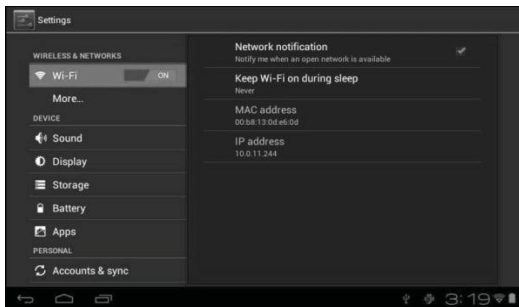 Settings
WIRELESS & NETWORKS
Wi-Fi ON
More...
DEVICE
Sound
Display
Storage
Battery
Apps
PERSONAL
Accounts & sync
Network notification
Notify me when an open network is available
Keep Wi-Fi on during sleep
Never
MAC address
00:b8:13:0d:e6:0d
IP address
10.0.11.244
3:19